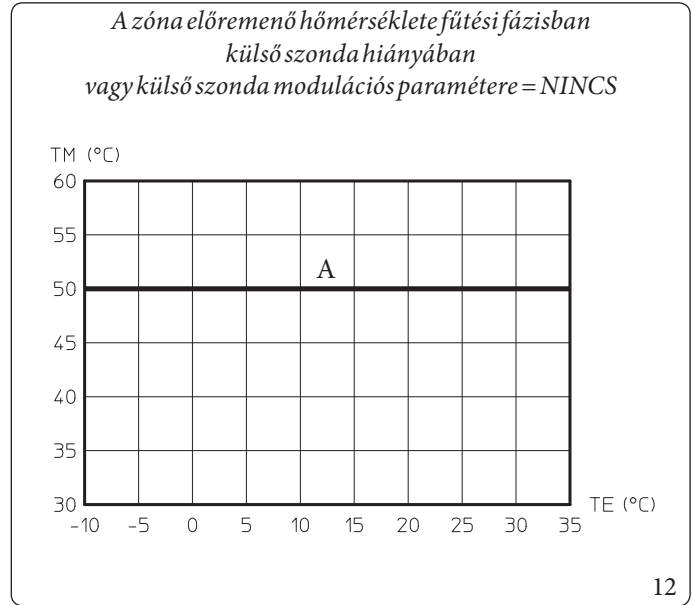 A zóna előremenő hőmérséklete fűtési fázisban
külső szonda hiányában
vagy külső szonda modulációs paramétere = NINCS
TM (°C)
60
55
A
50
45
40
35
30
TE (°C)
-10 -5 0 5 10 15 20 25 30 35
12